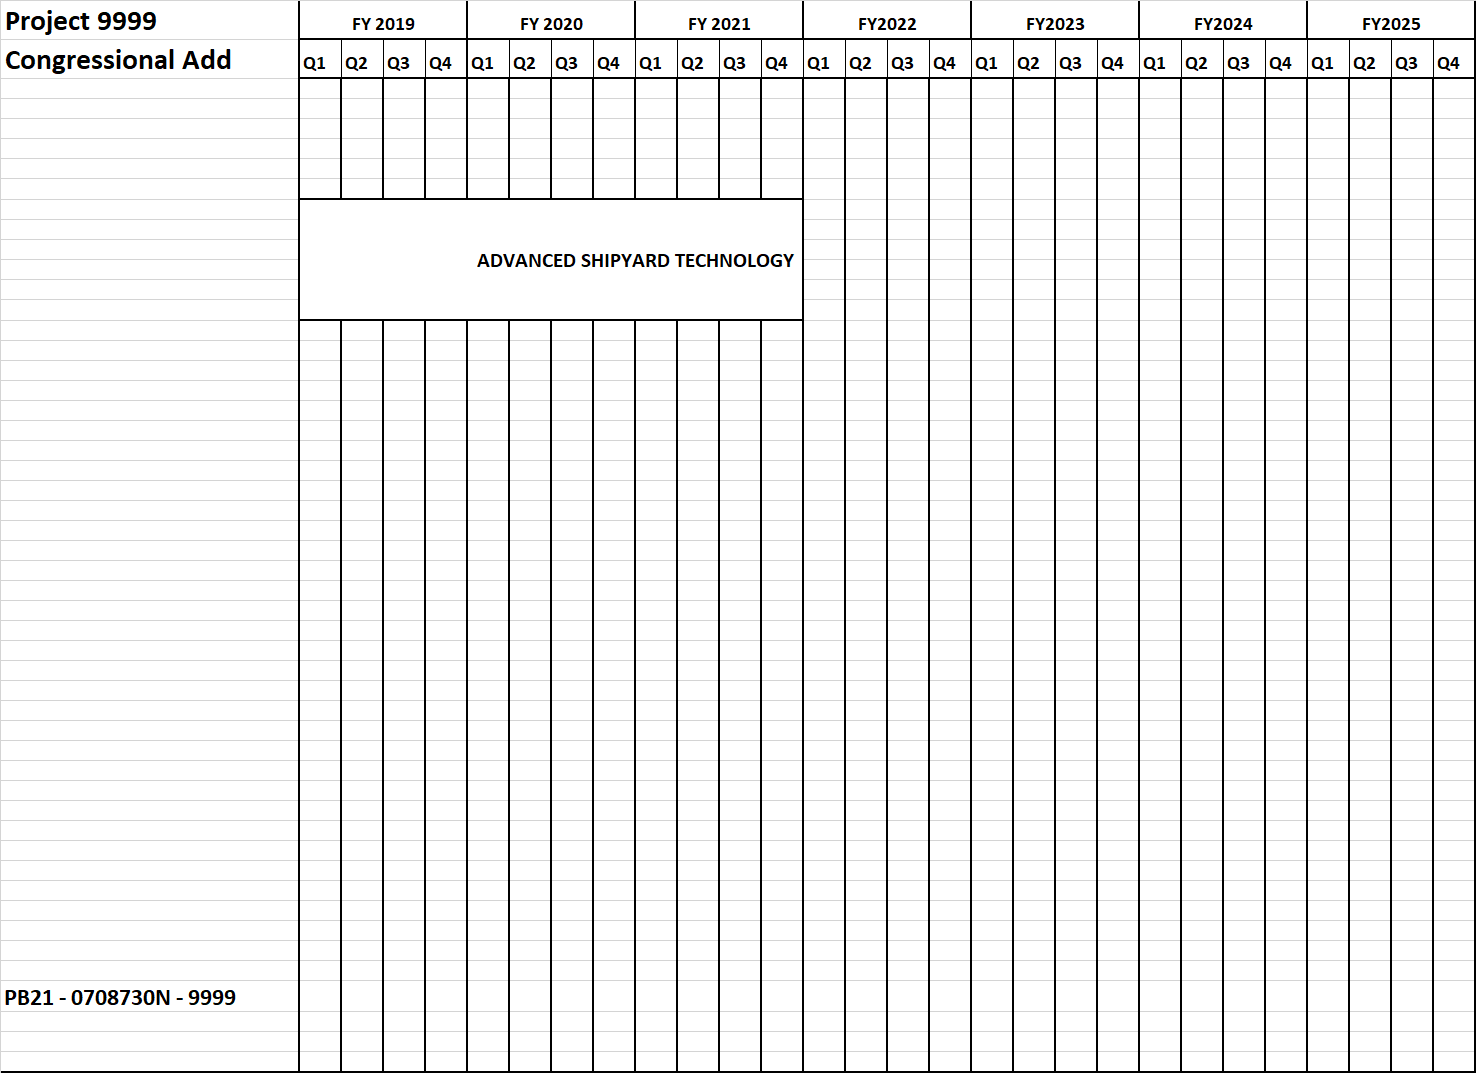 Project 9999 FY 2019 FY 2020 FY 2021 FY2022 FY2023 FY2024 FY2025
Congressional Add Q1 Q2 Q3 Q4 Q1 Q2 Q3 Q4 Q1 Q2 Q3 Q4 Q1 Q2 Q3 Q4 Q1 Q2 Q3 Q4 Q1 Q2 Q3 Q4 Q1 Q2 Q3 Q4
ADVANCED SHIPYARD TECHNOLOGY
PB21 - 0708730N - 9999